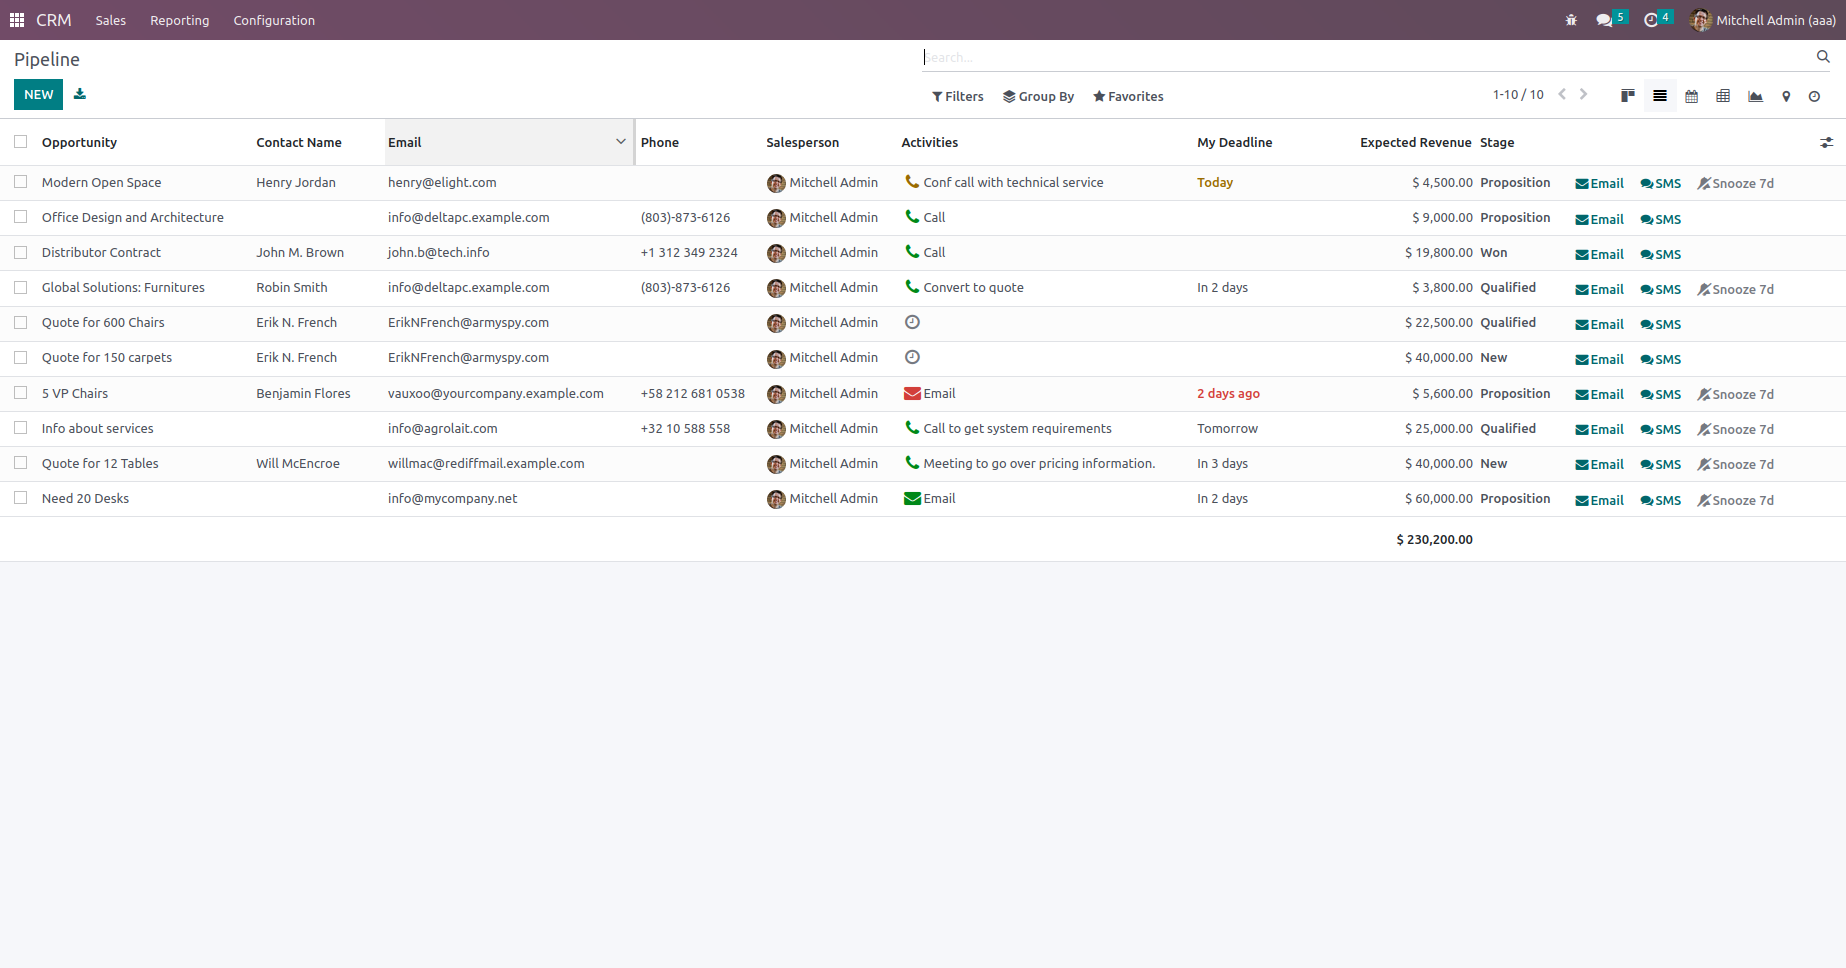 CRM Sales Reporting Configuration 5 4 Mitchell Admin (aaa)
Pipeline Search...
NEW Filters Group By Favorites 1-10 / 10
Opportunity Contact Name Email Phone Salesperson Activities My Deadline Expected Revenue Stage
Modern Open Space Henry Jordan henry@elight.com Mitchell Admin Conf call with technical service Today $ 4,500.00 Proposition Email SMS Snooze 7d
Office Design and Architecture info@deltapc.example.com (803)-873-6126 Mitchell Admin Call $ 9,000.00 Proposition Email SMS
Distributor Contract John M. Brown john.b@tech.info +1 312 349 2324 Mitchell Admin Call $ 19,800.00 Won Email SMS
Global Solutions: Furnitures Robin Smith info@deltapc.example.com (803)-873-6126 Mitchell Admin Convert to quote In 2 days $ 3,800.00 Qualified Email SMS Snooze 7d
Quote for 600 Chairs Erik N. French ErikNFrench@armyspy.com Mitchell Admin $ 22,500.00 Qualified Email SMS
Quote for 150 carpets Erik N. French ErikNFrench@armyspy.com Mitchell Admin $ 40,000.00 New Email SMS
5 VP Chairs Benjamin Flores vauxoo@yourcompany.example.com +58 212 681 0538 Mitchell Admin Email 2 days ago $ 5,600.00 Proposition Email SMS Snooze 7d
Info about services info@agrolait.com +32 10 588 558 Mitchell Admin Call to get system requirements Tomorrow $ 25,000.00 Qualified Email SMS Snooze 7d
Quote for 12 Tables Will McEncroe willmac@rediffmail.example.com Mitchell Admin Meeting to go over pricing information. In 3 days $ 40,000.00 New Email SMS Snooze 7d
Need 20 Desks info@mycompany.net Mitchell Admin Email In 2 days $ 60,000.00 Proposition Email SMS Snooze 7d
$ 230,200.00